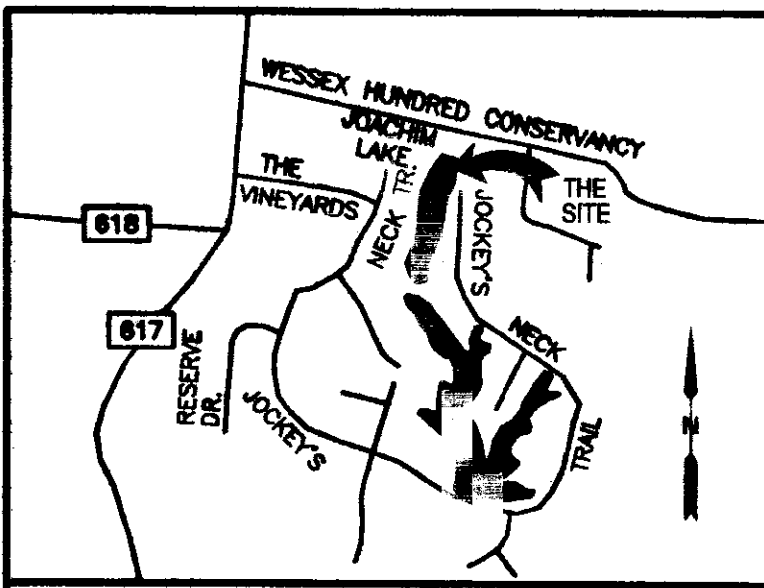 WESSEX HUNDRED CONSERVANCY
JOACHIM
LAKE
THE
VINEYARDS
NECK TR.
JOCKEY'S
THE
SITE
618
617
RESERVE
DR.
JOCKEY'S
NECK
TRAIL
N